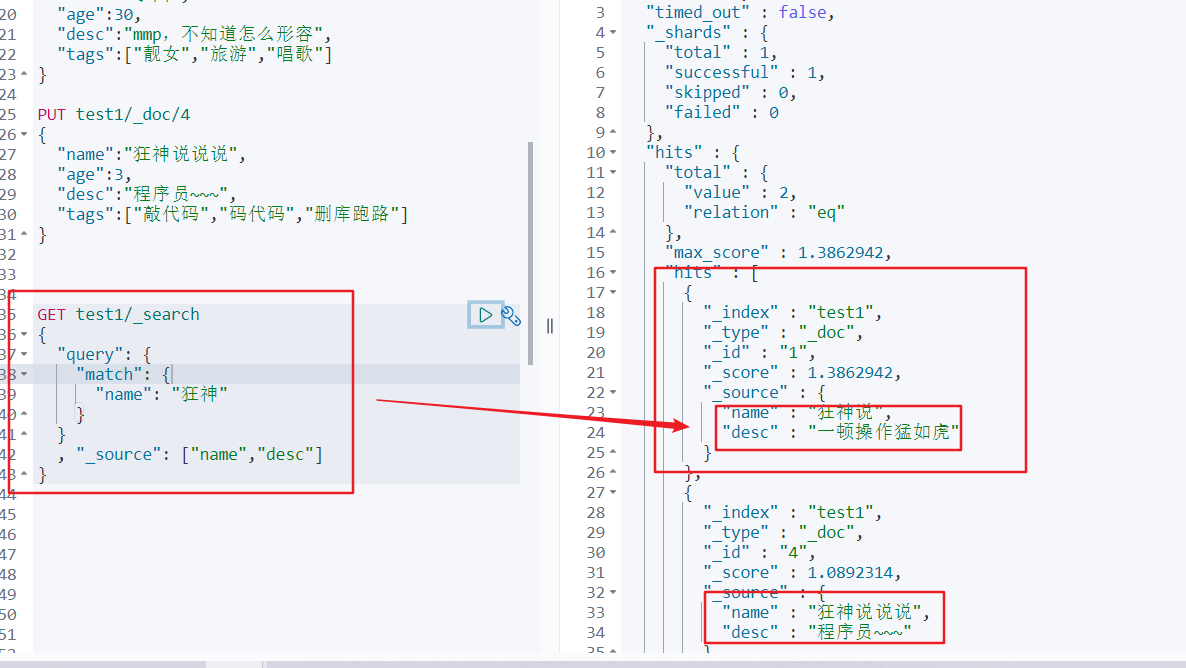 20 "age":30,
21 "desc":"mmp，不知道怎么形容",
22 "tags":["靓女","旅游","唱歌"]
23 }
24
25 PUT test1/_doc/4
26 {
27 "name":"狂神说说说",
28 "age":3,
29 "desc":"程序员~~~",
30 "tags":["敲代码","码代码","删库跑路"]
31 }
32
33
34
35 GET test1/_search
36 {
37 "query": {
38 "match": {
39 "name": "狂神"
40 }
41 }
42 , "_source": ["name","desc"]
43 }
44
45
46
47
48
49
50
51
3 "timed_out" : false,
4 "_shards" : {
5 "total" : 1,
6 "successful" : 1,
7 "skipped" : 0,
8 "failed" : 0
9 },
10 "hits" : {
11 "total" : {
12 "value" : 2,
13 "relation" : "eq"
14 },
15 "max_score" : 1.3862942,
16 "hits" : [
17 {
18 "_index" : "test1",
19 "_type" : "_doc",
20 "_id" : "1",
21 "_score" : 1.3862942,
22 "_source" : {
23 "name" : "狂神说",
24 "desc" : "一顿操作猛如虎"
25 }
26 },
27 {
28 "_index" : "test1",
29 "_type" : "_doc",
30 "_id" : "4",
31 "_score" : 1.0892314,
32 "_source" : {
33 "name" : "狂神说说说",
34 "desc" : "程序员~~~"
35 }